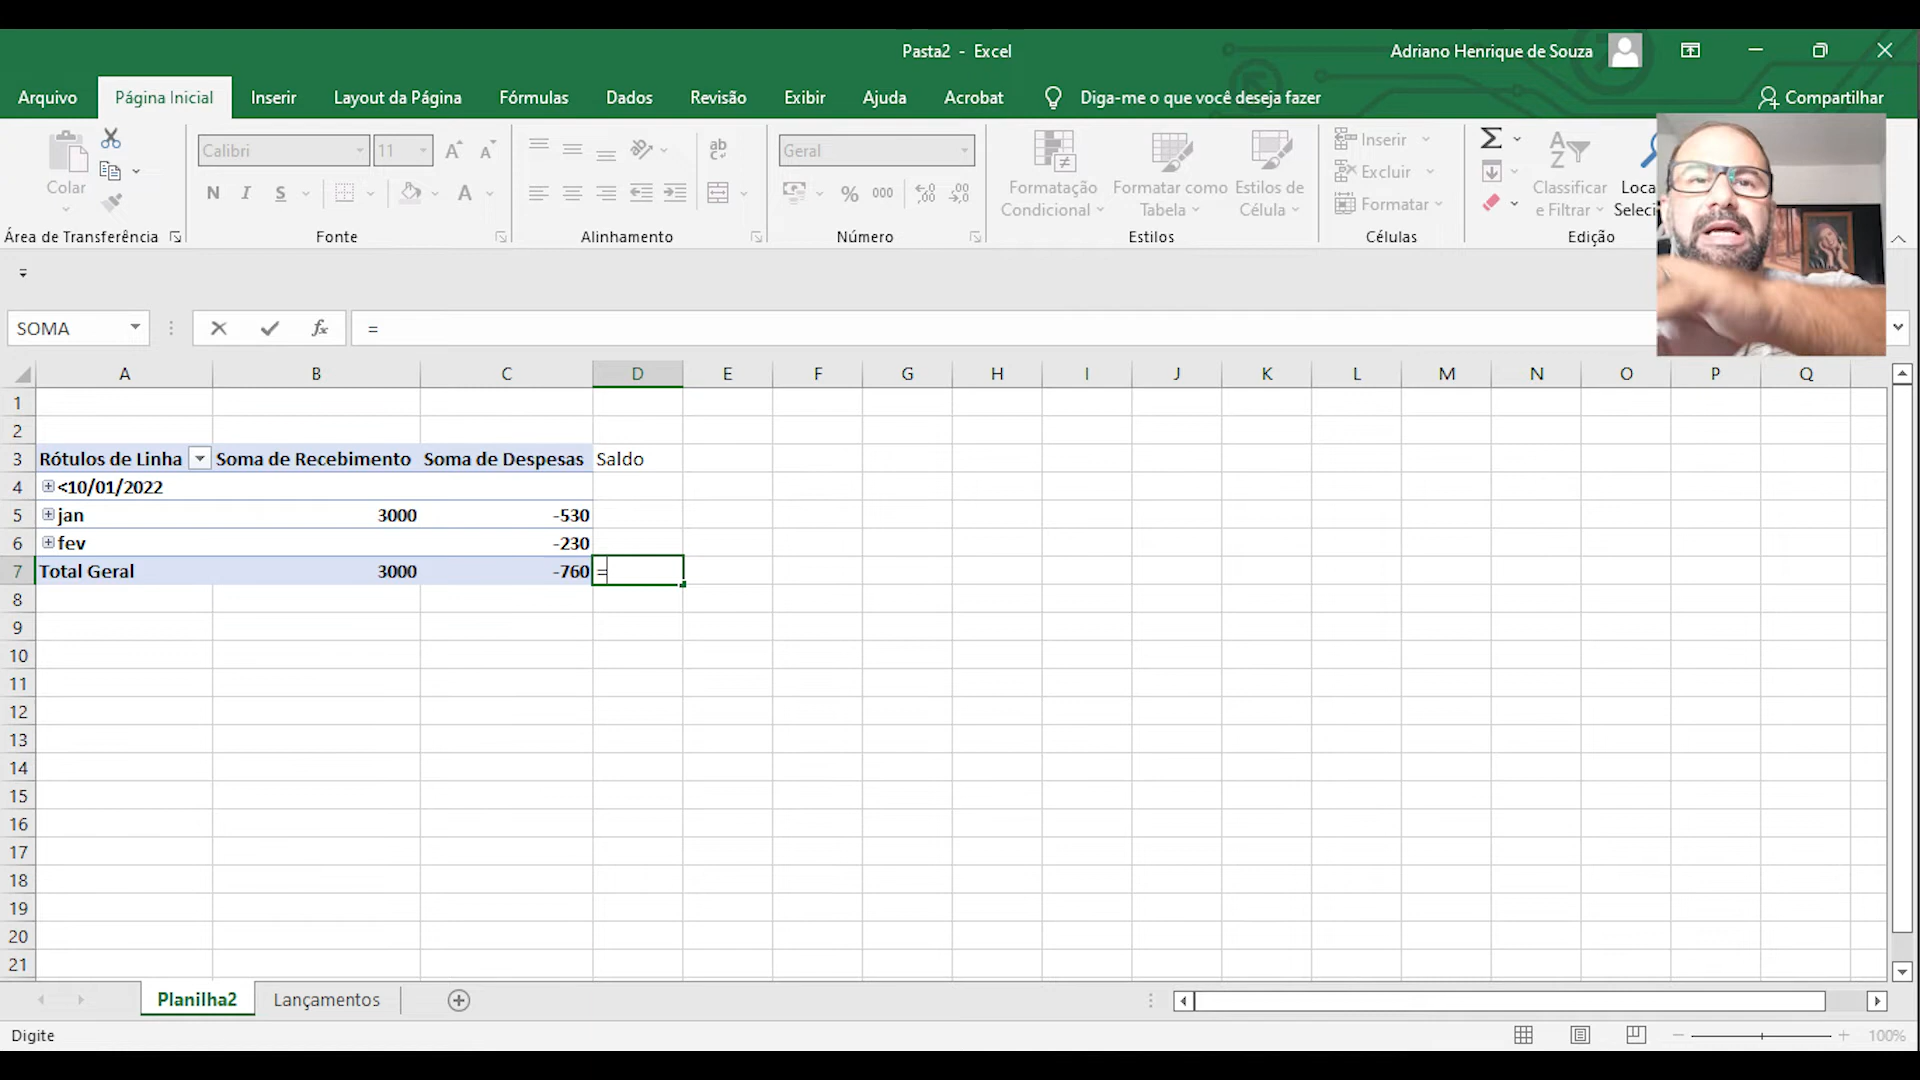 Pasta2 - Excel
Adriano Henrique de Souza
Arquivo Página Inicial Inserir Layout da Página Fórmulas Dados Revisão Exibir Ajuda Acrobat Diga-me o que você deseja fazer Compartilhar
Colar
Área de Transferência
Calibri 11
N I S
Fonte
ab
Alinhamento
Geral
% 000
Número
Formatação Condicional
Formatar como Tabela
Estilos de Célula
Estilos
Inserir
Excluir
Formatar
Células
Classificar e Filtrar
Edição
SOMA fx =
A B C D E F G H I J K L M N O P Q
1
2
3 Rótulos de Linha Soma de Recebimento Soma de Despesas Saldo
4 <10/01/2022
5 jan 3000 -530
6 fev -230
7 Total Geral 3000 -760 =
8
9
10
11
12
13
14
15
16
17
18
19
20
21
Planilha2 Lançamentos
Digite 100%